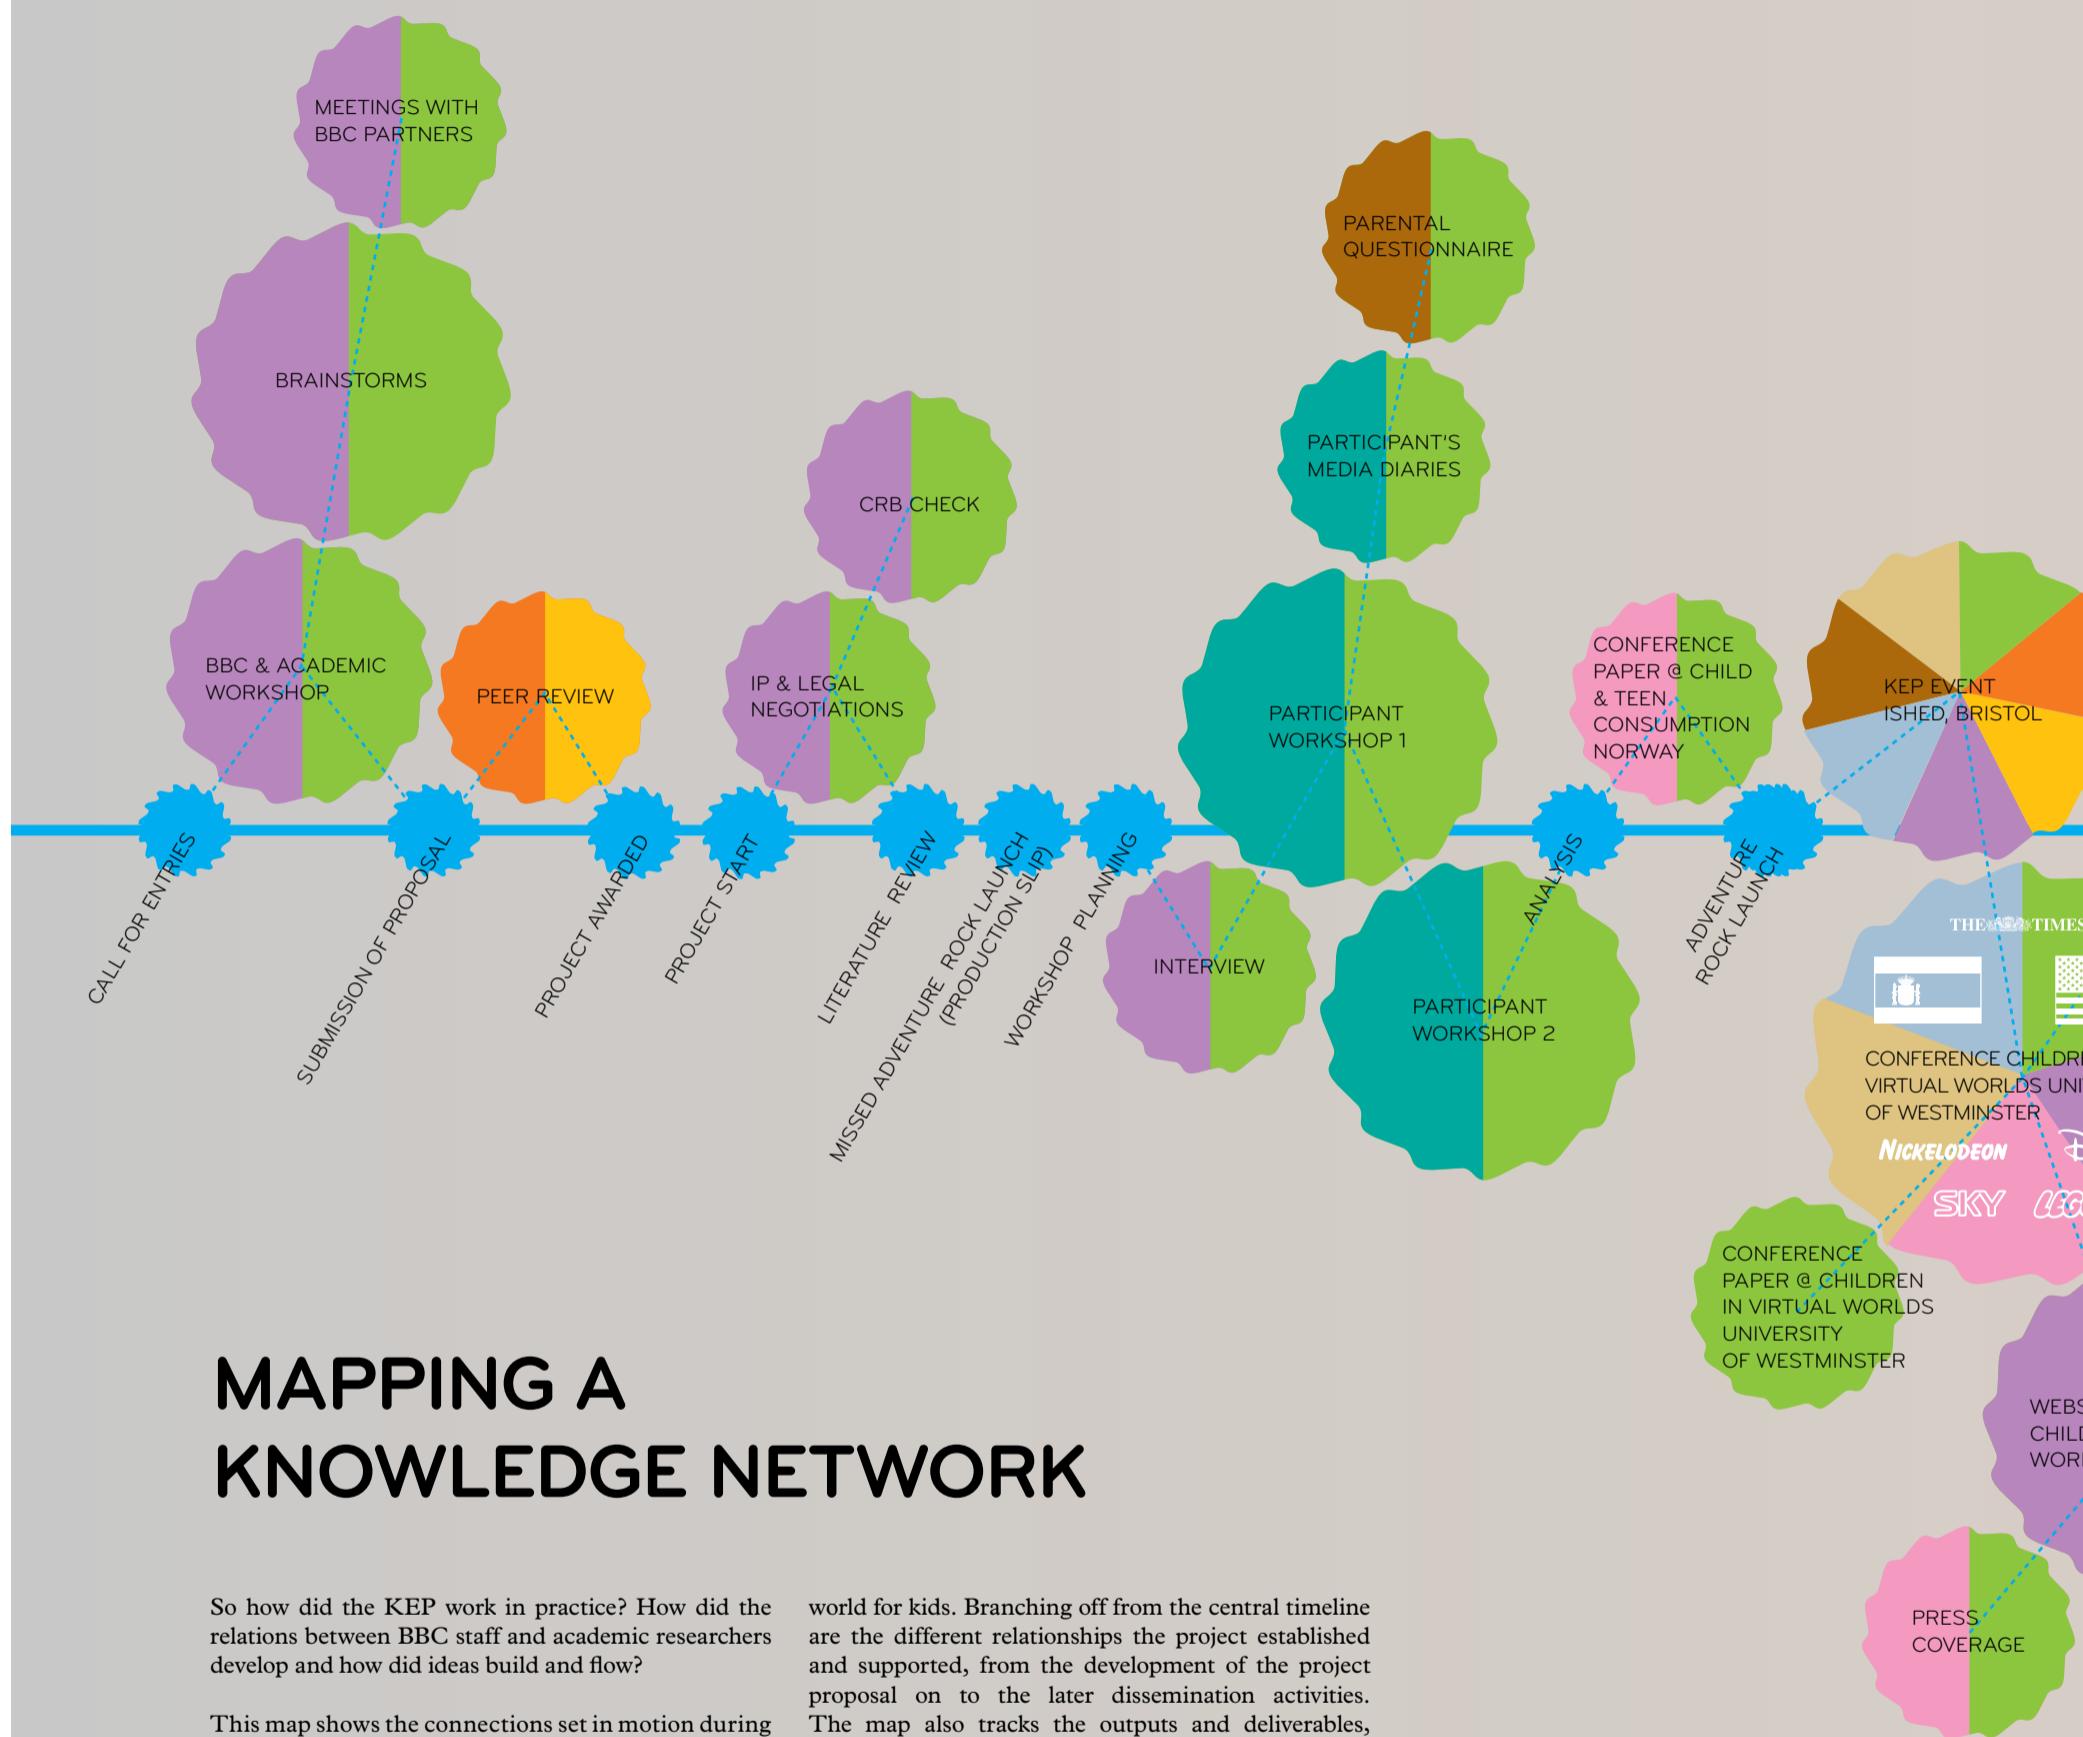 MEETINGS WITH
BBC PARTNERS
BRAINSTORMS
BBC & ACADEMIC
WORKSHOP
PEER REVIEW
CRB CHECK
IP & LEGAL
NEGOTIATIONS
PARENTAL
QUESTIONNAIRE
PARTICIPANT'S
MEDIA DIARIES
PARTICIPANT
WORKSHOP 1
CONFERENCE
PAPER @ CHILD
& TEEN
CONSUMPTION
NORWAY
KEP EVENT
ISHED, BRISTOL
CALL FOR ENTRIES
SUBMISSION OF PROPOSAL
PROJECT AWARDED
PROJECT START
LITERATURE REVIEW
MISSED ADVENTURE ROCK LAUNCH
(PRODUCTION SLIP)
WORKSHOP PLANNING
INTERVIEW
PARTICIPANT
WORKSHOP 2
ANALYSIS
ADVENTURE
ROCK LAUNCH
THE TIMES
CONFERENCE CHILDR
VIRTUAL WORLDS UNI
OF WESTMINSTER
NICKELODEON
SKY
CONFERENCE
PAPER @ CHILDREN
IN VIRTUAL WORLDS
UNIVERSITY
OF WESTMINSTER
WEBS
CHILD
WOR
PRESS
COVERAGE
MAPPING A
KNOWLEDGE NETWORK
So how did the KEP work in practice? How did the
relations between BBC staff and academic researchers
develop and how did ideas build and flow?
This map shows the connections set in motion during
world for kids. Branching off from the central timeline
are the different relationships the project established
and supported, from the development of the project
proposal on to the later dissemination activities.
The map also tracks the outputs and deliverables,